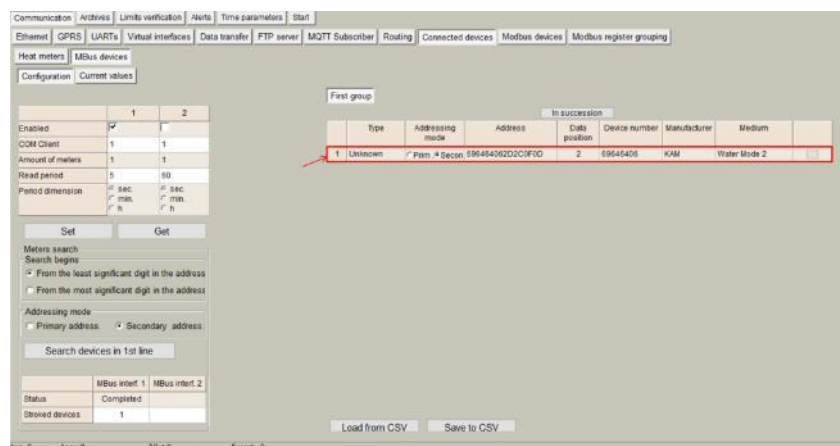 Communication Archives Limits verification Alerts Time parameters Start
Ethernet GPRS UARTs Virtual interfaces Data transfer FTP server MQTT Subscriber Routing Connected devices Modbus devices Modbus register grouping
Heat meters MBus devices
Configuration Current values
First group
1 2
In succession
Enabled
Type Addressing mode Address Data position Device number Manufacturer Medium
COM Client 1 1
1 Unknown Prim. Secon. 696464062D2C0F0D 2 69646406 KAM Water Mode 2
Amount of meters 1 1
Read period 5 60
Period dimension sec. sec.
min. min.
h h
Set Get
Meters search
Search begins
From the least significant digit in the address
From the most significant digit in the address
Addressing mode
Primary address. Secondary address.
Search devices in 1st line
MBus interf. 1 MBus interf. 2
Status Completed
Stroked devices 1
Load from CSV Save to CSV